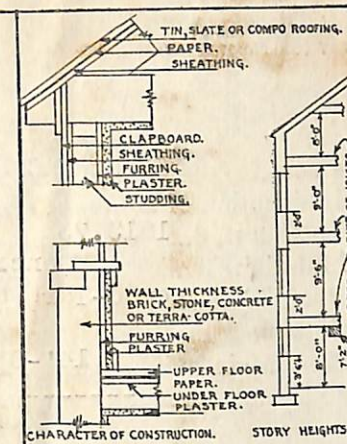 TIN, SLATE OR COMPO ROOFING.
PAPER.
SHEATHING.
CLAPBOARD.
SHEATHING.
FURRING.
PLASTER.
STUDDING.
WALL THICKNESS
BRICK, STONE, CONCRETE
OR TERRA-COTTA.
FURRING
PLASTER
UPPER FLOOR
PAPER.
UNDER FLOOR
PLASTER.
CHARACTER OF CONSTRUCTION.
8'-0"
9'-0"
2'0"
9'-6"
2'0"
8'-0"
7'-2"
STORY HEIGHTS